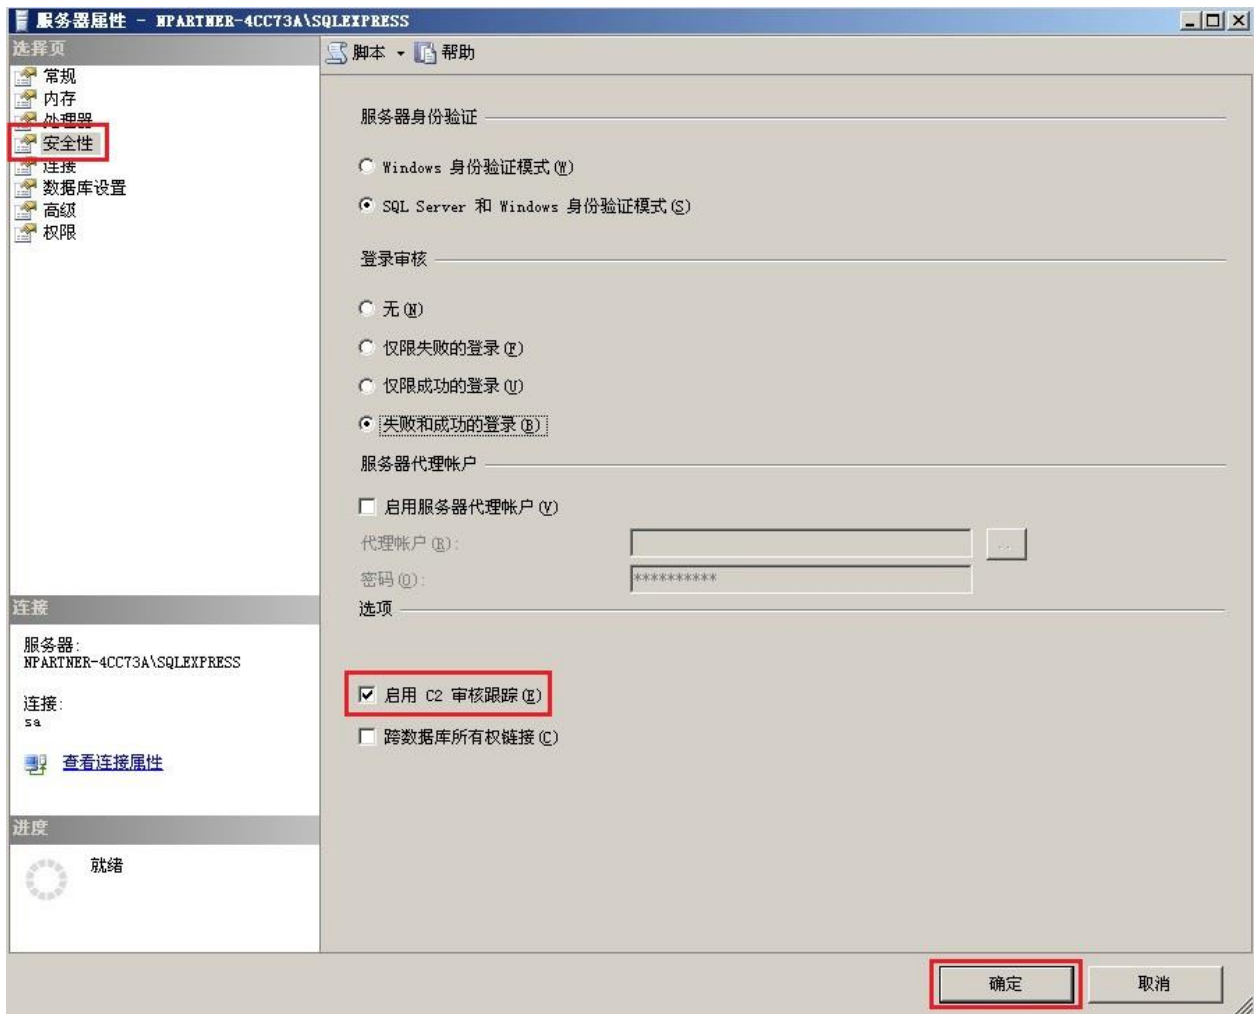 服务器属性 - NPARTNER-4CC73A\SQLEXPRESS
选择页
常规
内存
处理器
安全性
连接
数据库设置
高级
权限
脚本
帮助
服务器身份验证
Windows 身份验证模式(W)
SQL Server 和 Windows 身份验证模式(S)
登录审核
无(N)
仅限失败的登录(F)
仅限成功的登录(U)
失败和成功的登录(B)
服务器代理帐户
启用服务器代理帐户(V)
代理帐户(R):
..
密码(O):
**********
选项
启用 C2 审核跟踪(E)
跨数据库所有权链接(C)
连接
服务器:
NPARTNER-4CC73A\SQLEXPRESS
连接:
sa
查看连接属性
进度
就绪
确定
取消